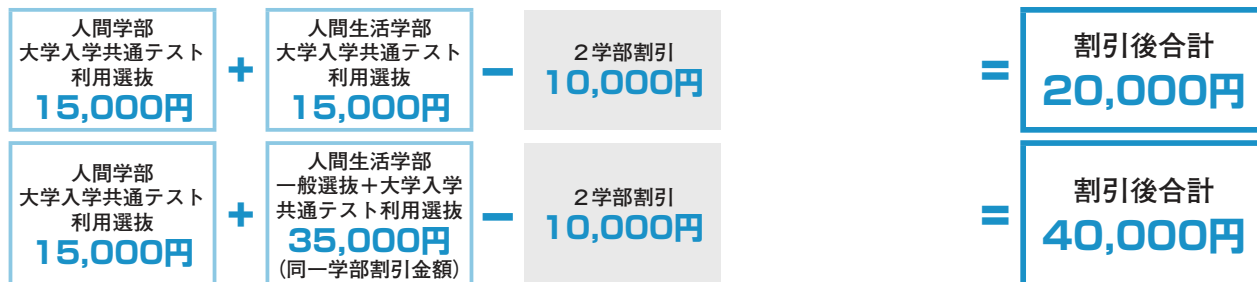 人間学部
大学入学共通テスト
利用選抜
15,000円
+
人間生活学部
大学入学共通テスト
利用選抜
15,000円
−
２学部割引
10,000円
=
割引後合計
20,000円
人間学部
大学入学共通テスト
利用選抜
15,000円
+
人間生活学部
一般選抜＋大学入学
共通テスト利用選抜
35,000円
(同一学部割引金額)
−
２学部割引
10,000円
=
割引後合計
40,000円